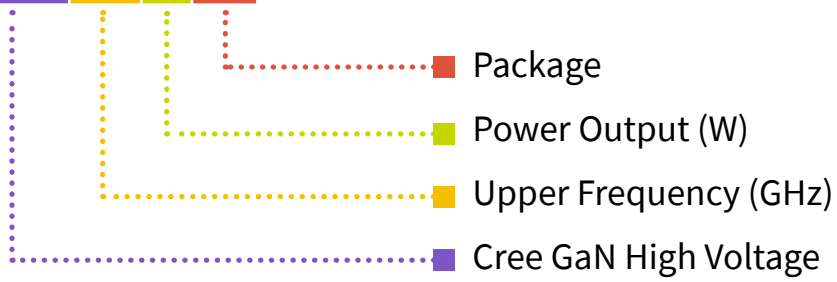 Package
Power Output (W)
Upper Frequency (GHz)
Cree GaN High Voltage